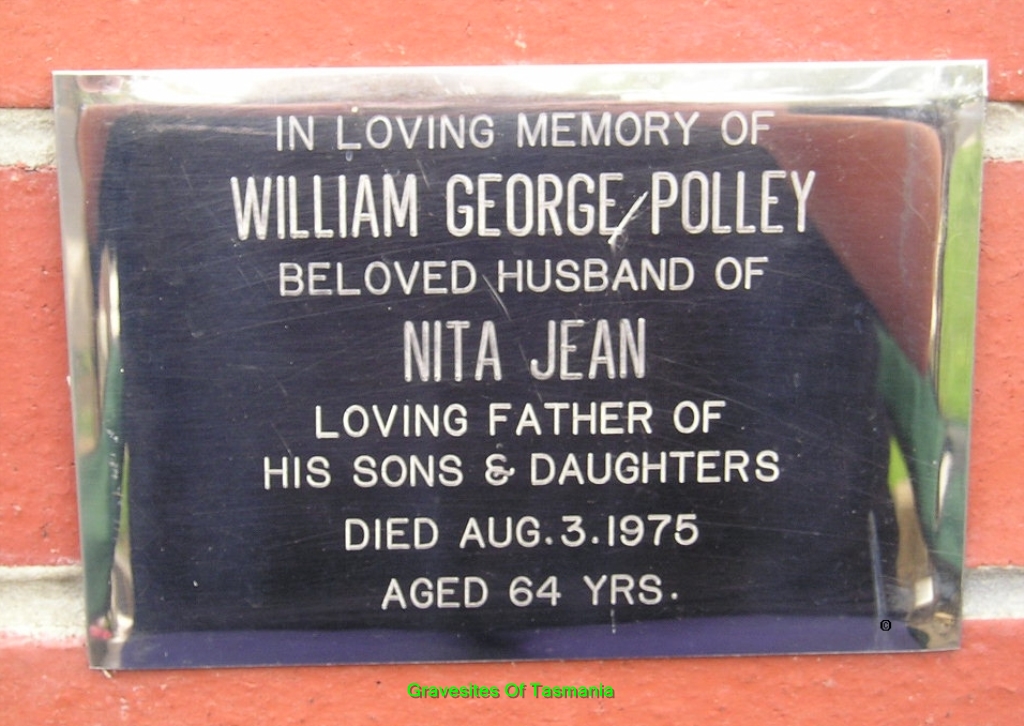 IN LOVING MEMORY OF
WILLIAM GEORGE POLLEY
BELOVED HUSBAND OF
NITA JEAN
LOVING FATHER OF
HIS SONS & DAUGHTERS
DIED AUG.3.1975
AGED 64 YRS.
©
Gravesites Of Tasmania